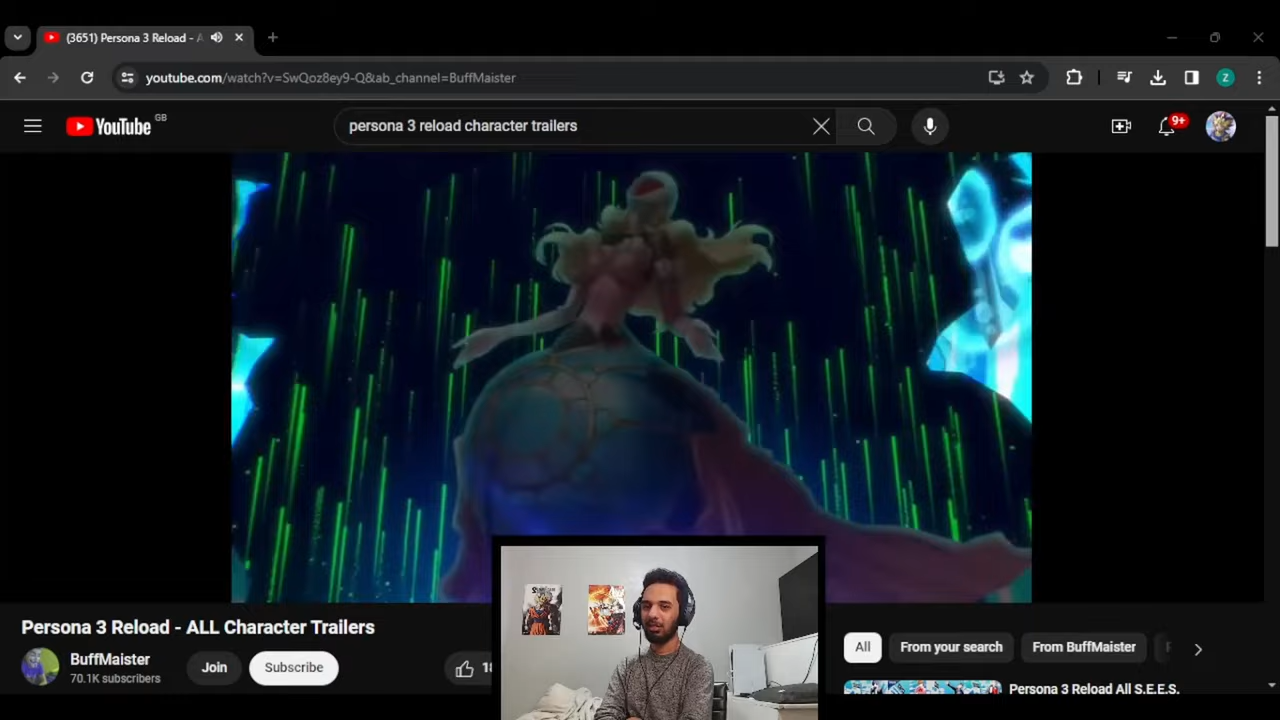 (3651) Persona 3 Reload - A
youtube.com/watch?v=SwQoz8ey9-Q&ab_channel=BuffMaister
Z
YouTube GB
persona 3 reload character trailers
9+
Persona 3 Reload - ALL Character Trailers
BuffMaister
70.1K subscribers
Join
Subscribe
18
All
From your search
From BuffMaister
Persona 3 Reload All S.E.E.S.